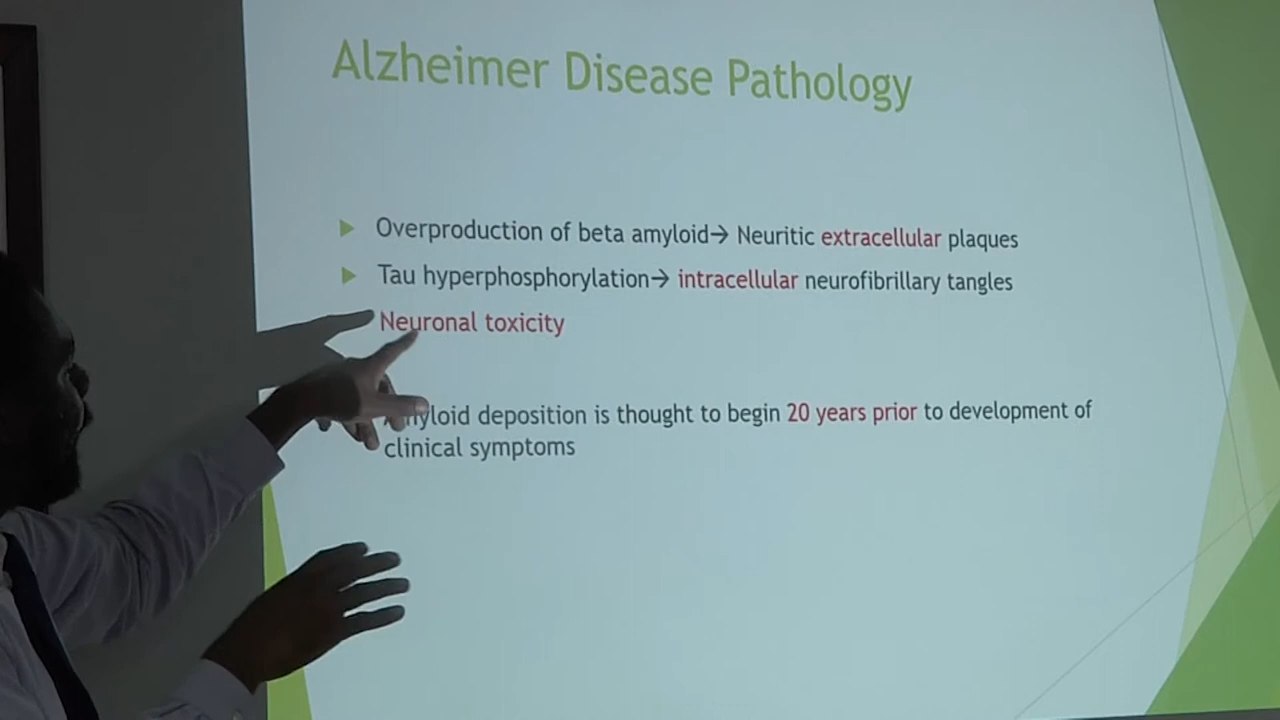 Alzheimer Disease Pathology
Overproduction of beta amyloid→ Neuritic extracellular plaques
Tau hyperphosphorylation→ intracellular neurofibrillary tangles
Neuronal toxicity
Amyloid deposition is thought to begin 20 years prior to development of
clinical symptoms